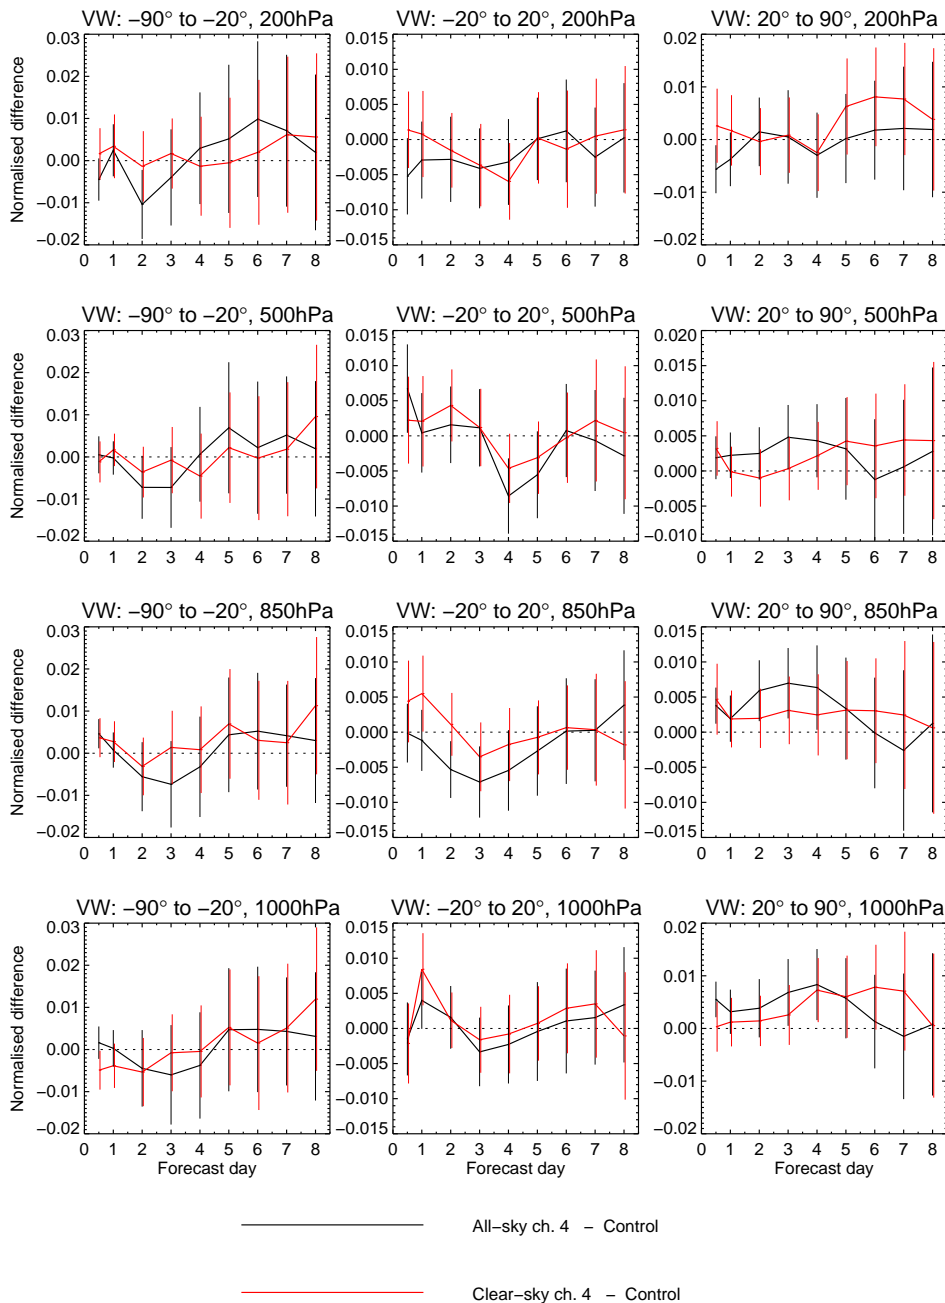 VW: −90° to −20°, 200hPa
VW: −20° to 20°, 200hPa
VW: 20° to 90°, 200hPa
Normalised difference
0.03
0.02
0.01
0.00
−0.01
−0.02
0 1 2 3 4 5 6 7 8
0.015
0.010
0.005
0.000
−0.005
−0.010
−0.015
0 1 2 3 4 5 6 7 8
0.02
0.01
0.00
−0.01
0.02
0 1 2 3 4 5 6 7 8
VW: −90° to −20°, 500hPa
VW: −20° to 20°, 500hPa
VW: 20° to 90°, 500hPa
Normalised difference
0.03
0.02
0.01
0.00
−0.01
−0.02
0 1 2 3 4 5 6 7 8
0.015
0.010
0.005
0.000
−0.005
−0.010
−0.015
0 1 2 3 4 5 6 7 8
0.020
0.015
0.010
0.005
0.000
−0.005
−0.010
0 1 2 3 4 5 6 7 8
VW: −90° to −20°, 850hPa
VW: −20° to 20°, 850hPa
VW: 20° to 90°, 850hPa
Normalised difference
0.03
0.02
0.01
0.00
−0.01
−0.02
0 1 2 3 4 5 6 7 8
0.015
0.010
0.005
0.000
−0.005
−0.010
−0.015
0 1 2 3 4 5 6 7 8
0.015
0.010
0.005
0.000
−0.005
−0.010
−0.015
0 1 2 3 4 5 6 7 8
VW: −90° to −20°, 1000hPa
VW: −20° to 20°, 1000hPa
VW: 20° to 90°, 1000hPa
Normalised difference
0.03
0.02
0.01
0.00
−0.01
−0.02
0 1 2 3 4 5 6 7 8
Forecast day
0.015
0.010
0.005
0.000
−0.005
−0.010
−0.015
0 1 2 3 4 5 6 7 8
Forecast day
0.02
0.01
0.00
−0.01
−0.02
0 1 2 3 4 5 6 7 8
Forecast day
All−sky ch. 4 − Control
Clear−sky ch. 4 − Control